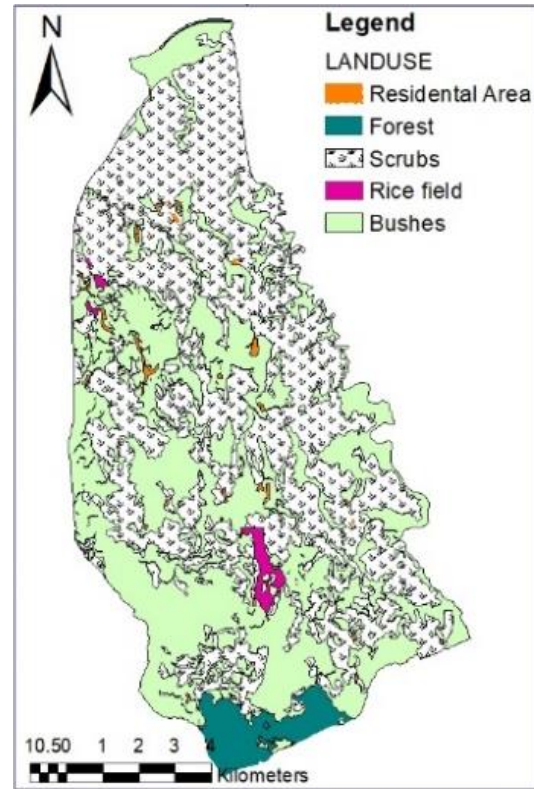 N
Legend
LANDUSE
Residental Area
Forest
Scrubs
Rice field
Bushes
10.50 1 2 3 4
Kilometers